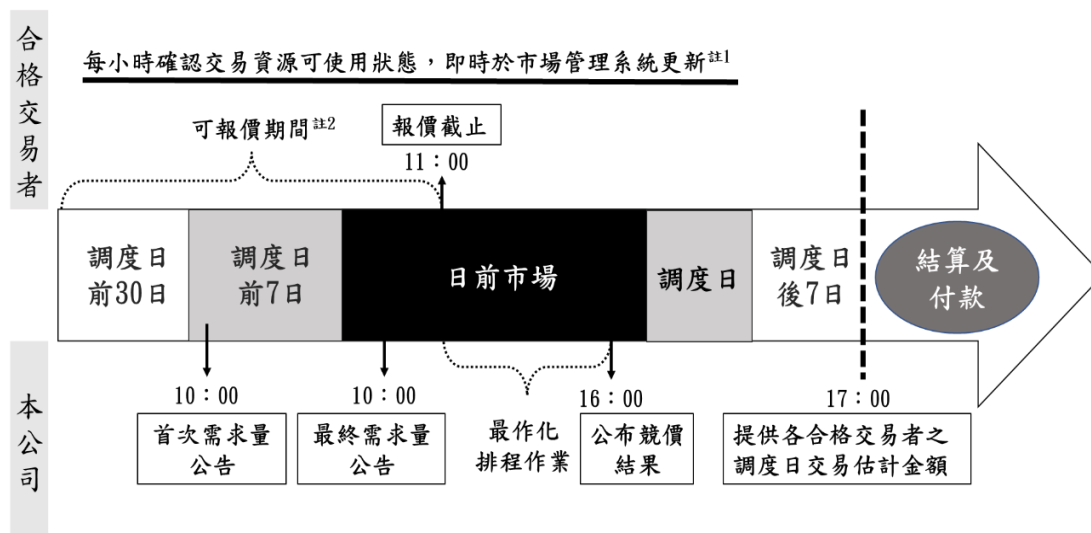 合格交易者
每小時確認交易資源可使用狀態，即時於市場管理系統更新註1
可報價期間註2
報價截止
11：00
調度日
前30日
調度日
前7日
日前市場
調度日
調度日
後7日
結算及
付款
本公司
10：00
首次需求量
公告
10：00
最終需求量
公告
最作化
排程作業
16：00
公布競價
結果
17：00
提供各合格交易者之
調度日交易估計金額